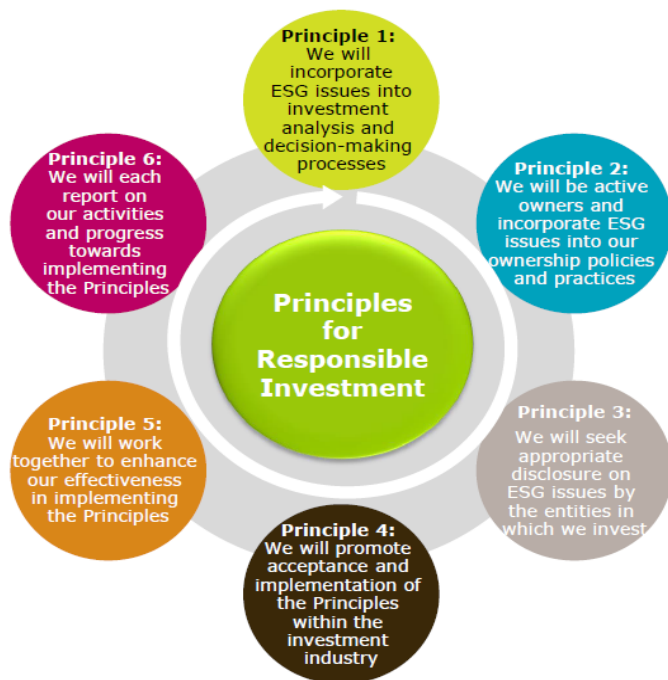 Principle 1:
We will
incorporate
ESG issues into
investment
analysis and
decision-making
processes
Principle 2:
We will be active
owners and
incorporate ESG
issues into our
ownership policies
and practices
Principle 3:
We will seek
appropriate
disclosure on
ESG issues by
the entities in
which we invest
Principle 4:
We will promote
acceptance and
implementation of
the Principles
within the
investment
industry
Principle 5:
We will work
together to enhance
our effectiveness
in implementing
the Principles
Principle 6:
We will each
report on
our activities
and progress
towards
implementing
the Principles
Principles
for
Responsible
Investment